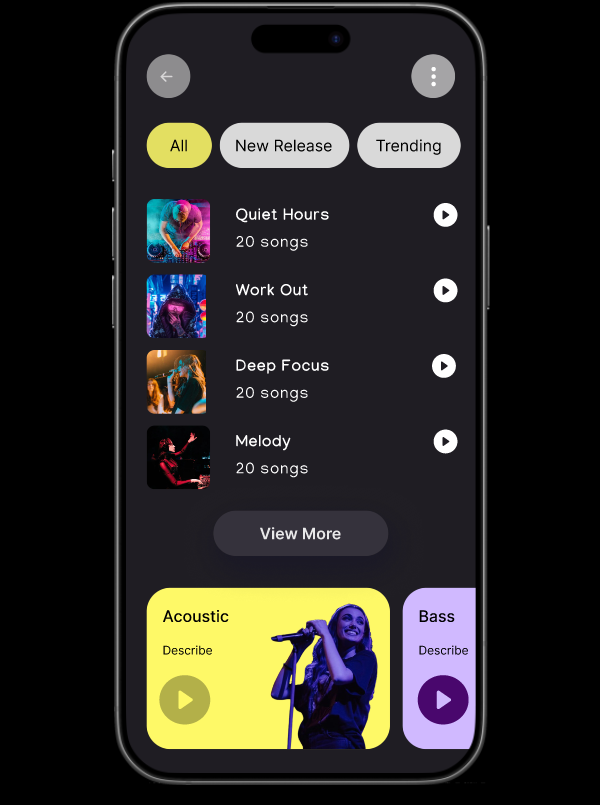 All
New Release
Trending
Quiet Hours
20 songs
Work Out
20 songs
Deep Focus
20 songs
Melody
20 songs
View More
Acoustic
Describe
Bass
Describe